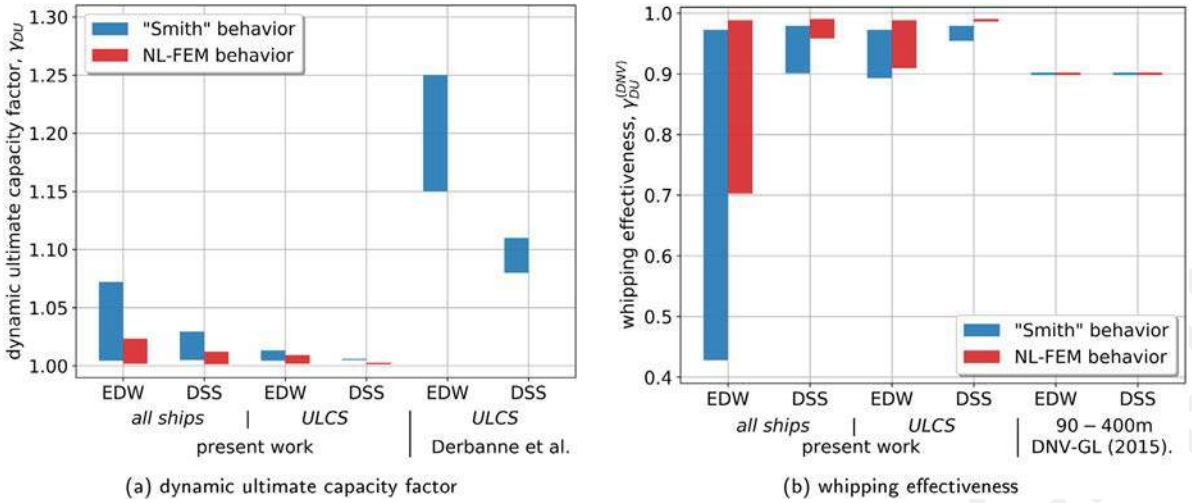 dynamic ultimate capacity factor, γDU
1.30
1.25
1.20
1.15
1.10
1.05
1.00
"Smith" behavior
NL-FEM behavior
EDW DSS EDW DSS EDW DSS
all ships | ULCS | ULCS
present work | Derbanne et al.
(a) dynamic ultimate capacity factor
whipping effectiveness, γDU(DNV)
1.0
0.9
0.8
0.7
0.6
0.5
0.4
"Smith" behavior
NL-FEM behavior
EDW DSS EDW DSS EDW DSS
all ships | ULCS | 90 − 400m
present work | DNV-GL (2015).
(b) whipping effectiveness